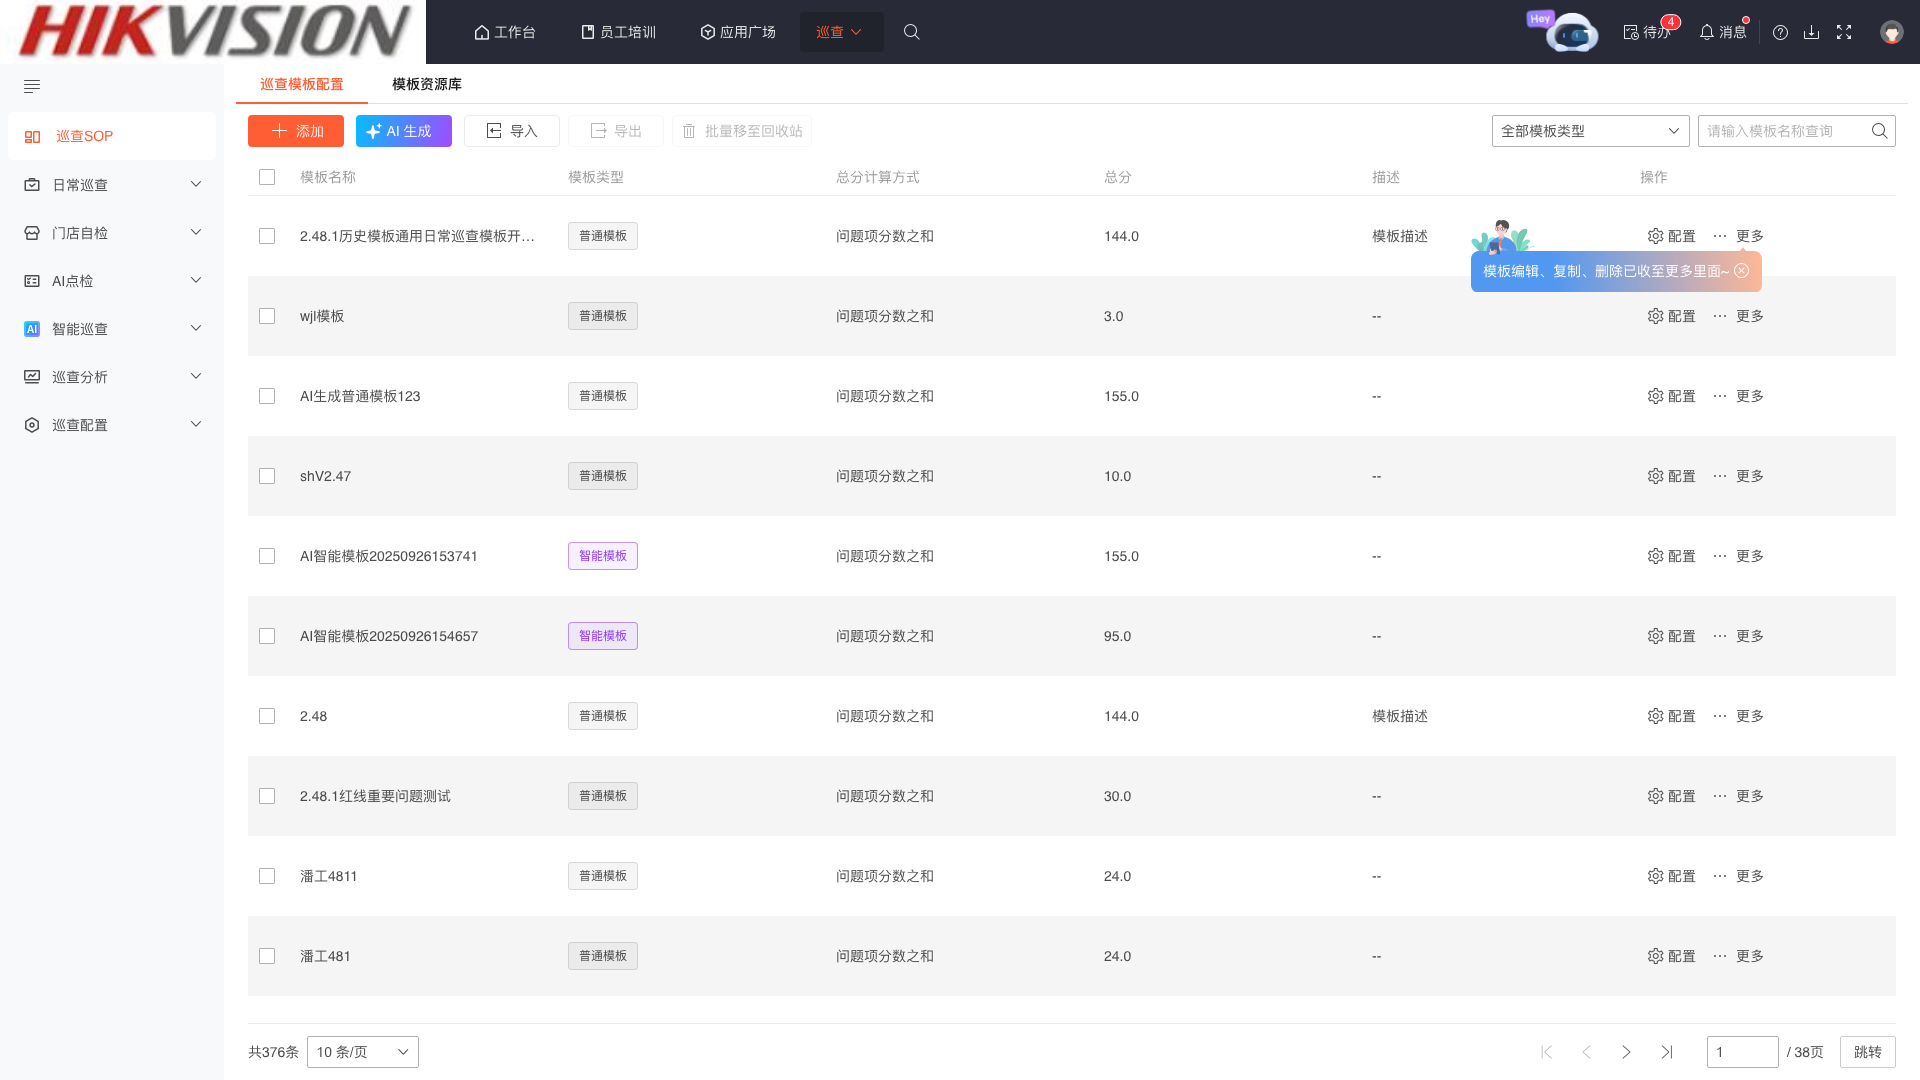 HIKVISION
工作台
员工培训
应用广场
巡查
Hey
待办
4
消息
巡查SOP
日常巡查
门店自检
AI点检
AI 智能巡查
巡查分析
巡查配置
巡查模板配置 模板资源库
添加 AI 生成 导入 导出 批量移至回收站 全部模板类型 请输入模板名称查询
模板名称 模板类型 总分计算方式 总分 描述 操作
2.48.1历史模板通用日常巡查模板开... 普通模板 问题项分数之和 144.0 模板描述 配置 ··· 更多
模板编辑、复制、删除已收至更多里面~
wjl模板 普通模板 问题项分数之和 3.0 -- 配置 ··· 更多
AI生成普通模板123 普通模板 问题项分数之和 155.0 -- 配置 ··· 更多
shV2.47 普通模板 问题项分数之和 10.0 -- 配置 ··· 更多
AI智能模板20250926153741 智能模板 问题项分数之和 155.0 -- 配置 ··· 更多
AI智能模板20250926154657 智能模板 问题项分数之和 95.0 -- 配置 ··· 更多
2.48 普通模板 问题项分数之和 144.0 模板描述 配置 ··· 更多
2.48.1红线重要问题测试 普通模板 问题项分数之和 30.0 -- 配置 ··· 更多
潘工4811 普通模板 问题项分数之和 24.0 -- 配置 ··· 更多
潘工481 普通模板 问题项分数之和 24.0 -- 配置 ··· 更多
共376条 10 条/页 1 / 38页 跳转